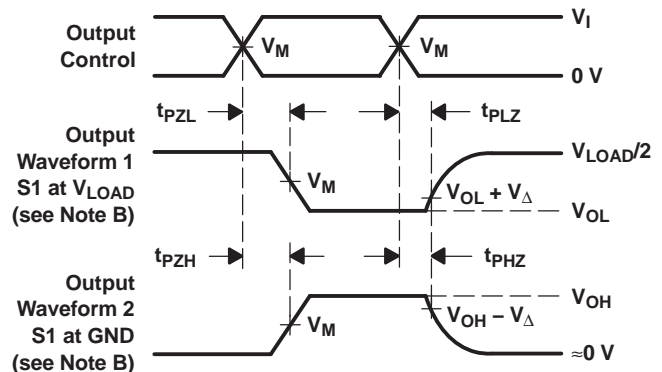 Output
Control
V_M
V_M
V_I
0 V
t_PZL
t_PLZ
Output
Waveform 1
S1 at V_LOAD
(see Note B)
V_M
V_LOAD/2
V_OL + V_Δ
V_OL
t_PZH
t_PHZ
Output
Waveform 2
S1 at GND
(see Note B)
V_M
V_OH
V_OH − V_Δ
≈0 V